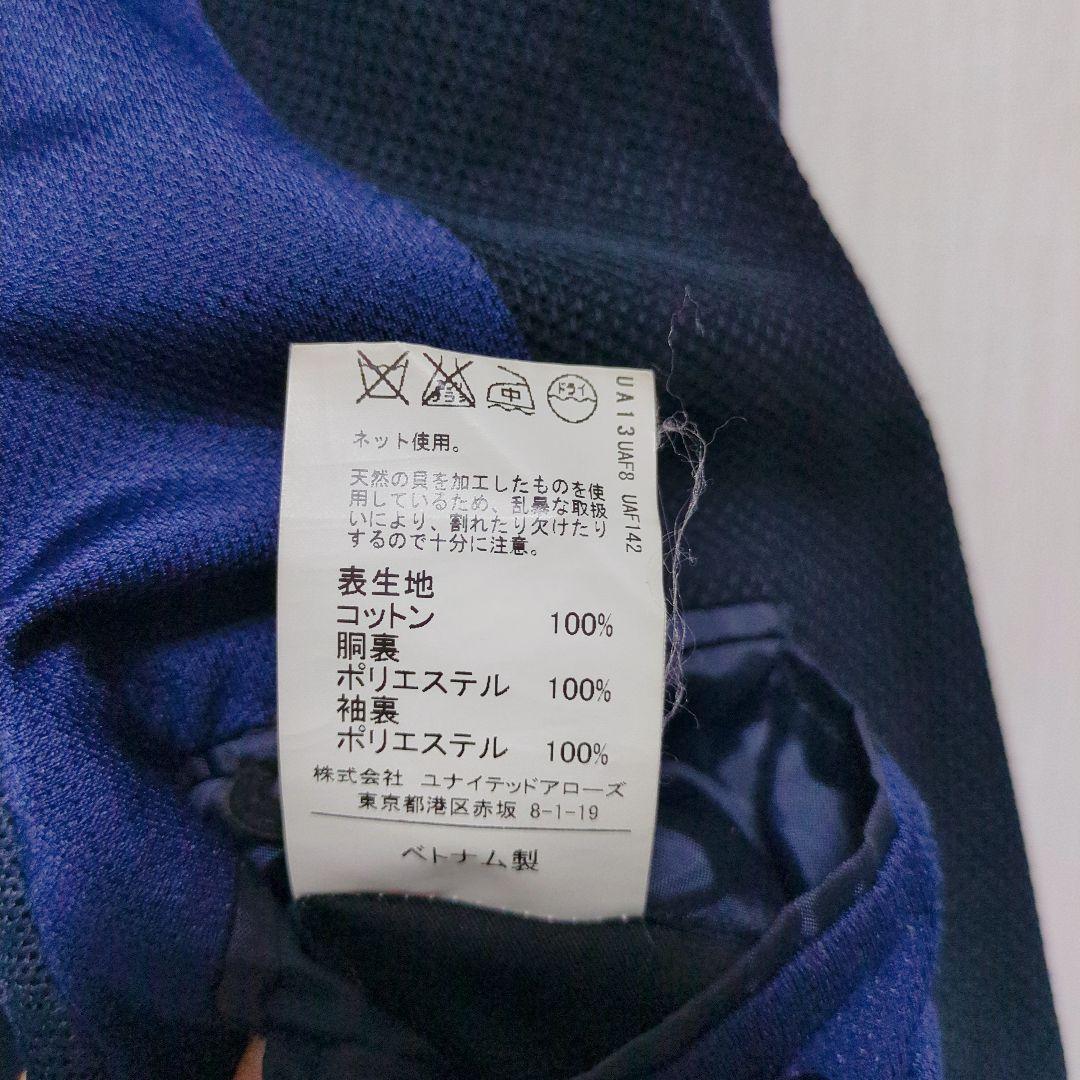 ドライ
中
ネット使用。
天然の貝を加工したものを使
用しているため、乱暴な取扱
いにより、割れたり欠けたり
するので十分に注意。
表生地
コットン 100%
胴裏
ポリエステル 100%
袖裏
ポリエステル 100%
株式会社 ユナイテッドアローズ
東京都港区赤坂 8-1-19
ベトナム製
UA13UAF8 UAF142